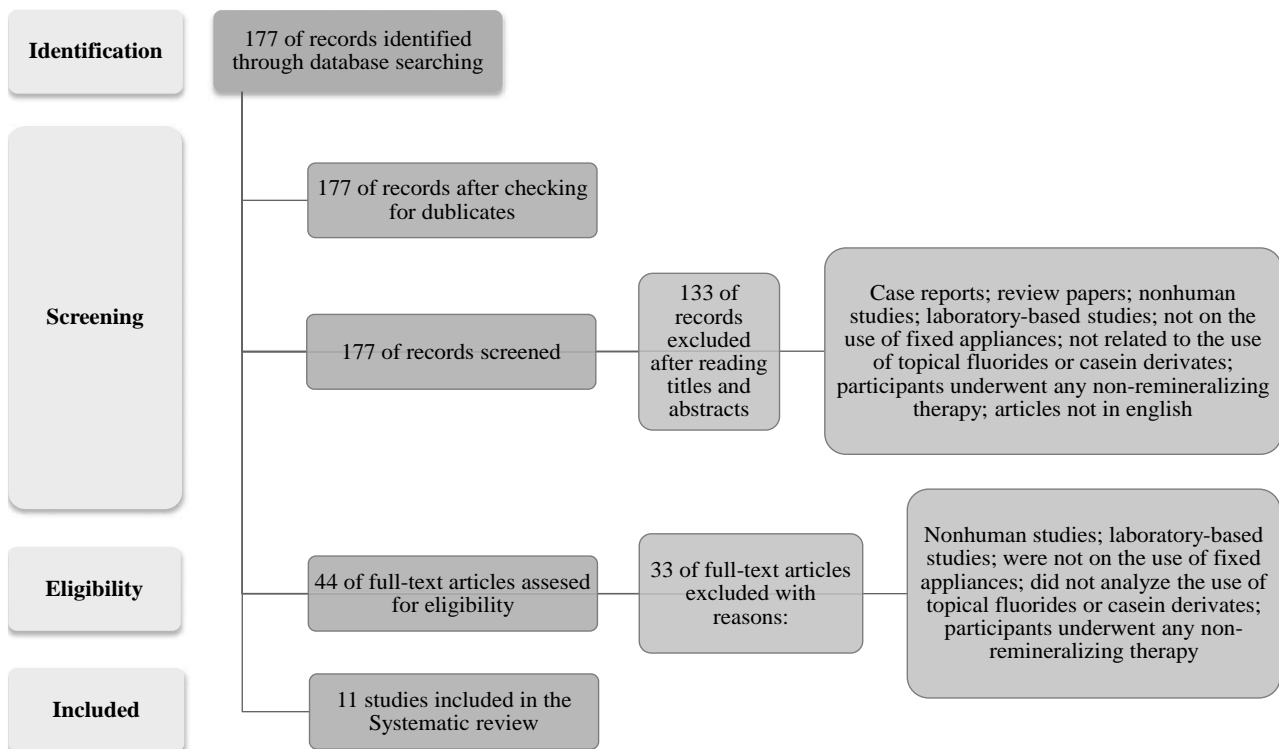 Identification
177 of records identified
through database searching
Screening
177 of records after checking
for dublicates
177 of records screened
133 of
records
excluded
after reading
titles and
abstracts
Case reports; review papers; nonhuman
studies; laboratory-based studies; not on the
use of fixed appliances; not related to the use
of topical fluorides or casein derivates;
participants underwent any non-remineralizing
therapy; articles not in english
Eligibility
44 of full-text articles assesed
for eligibility
33 of full-text articles
excluded with
reasons:
Nonhuman studies; laboratory-based
studies; were not on the use of fixed
appliances; did not analyze the use of
topical fluorides or casein derivates;
participants underwent any non-
remineralizing therapy
Included
11 studies included in the
Systematic review